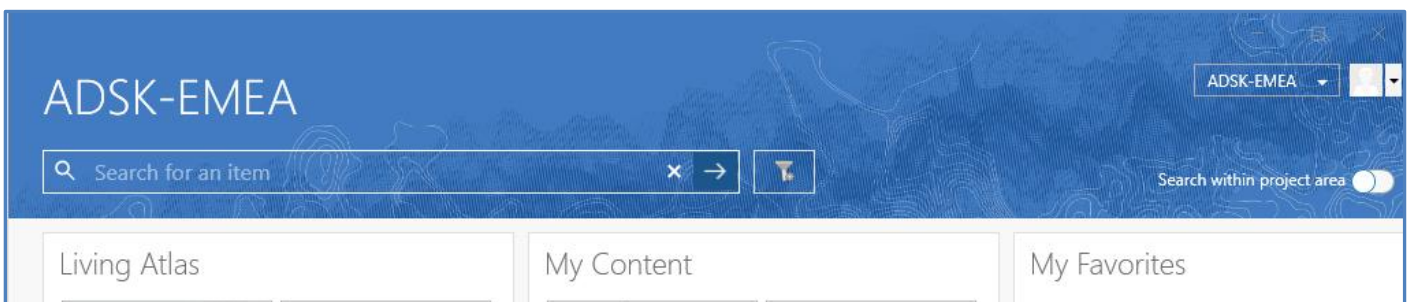 ADSK-EMEA
ADSK-EMEA
Search for an item
Search within project area
Living Atlas
My Content
My Favorites